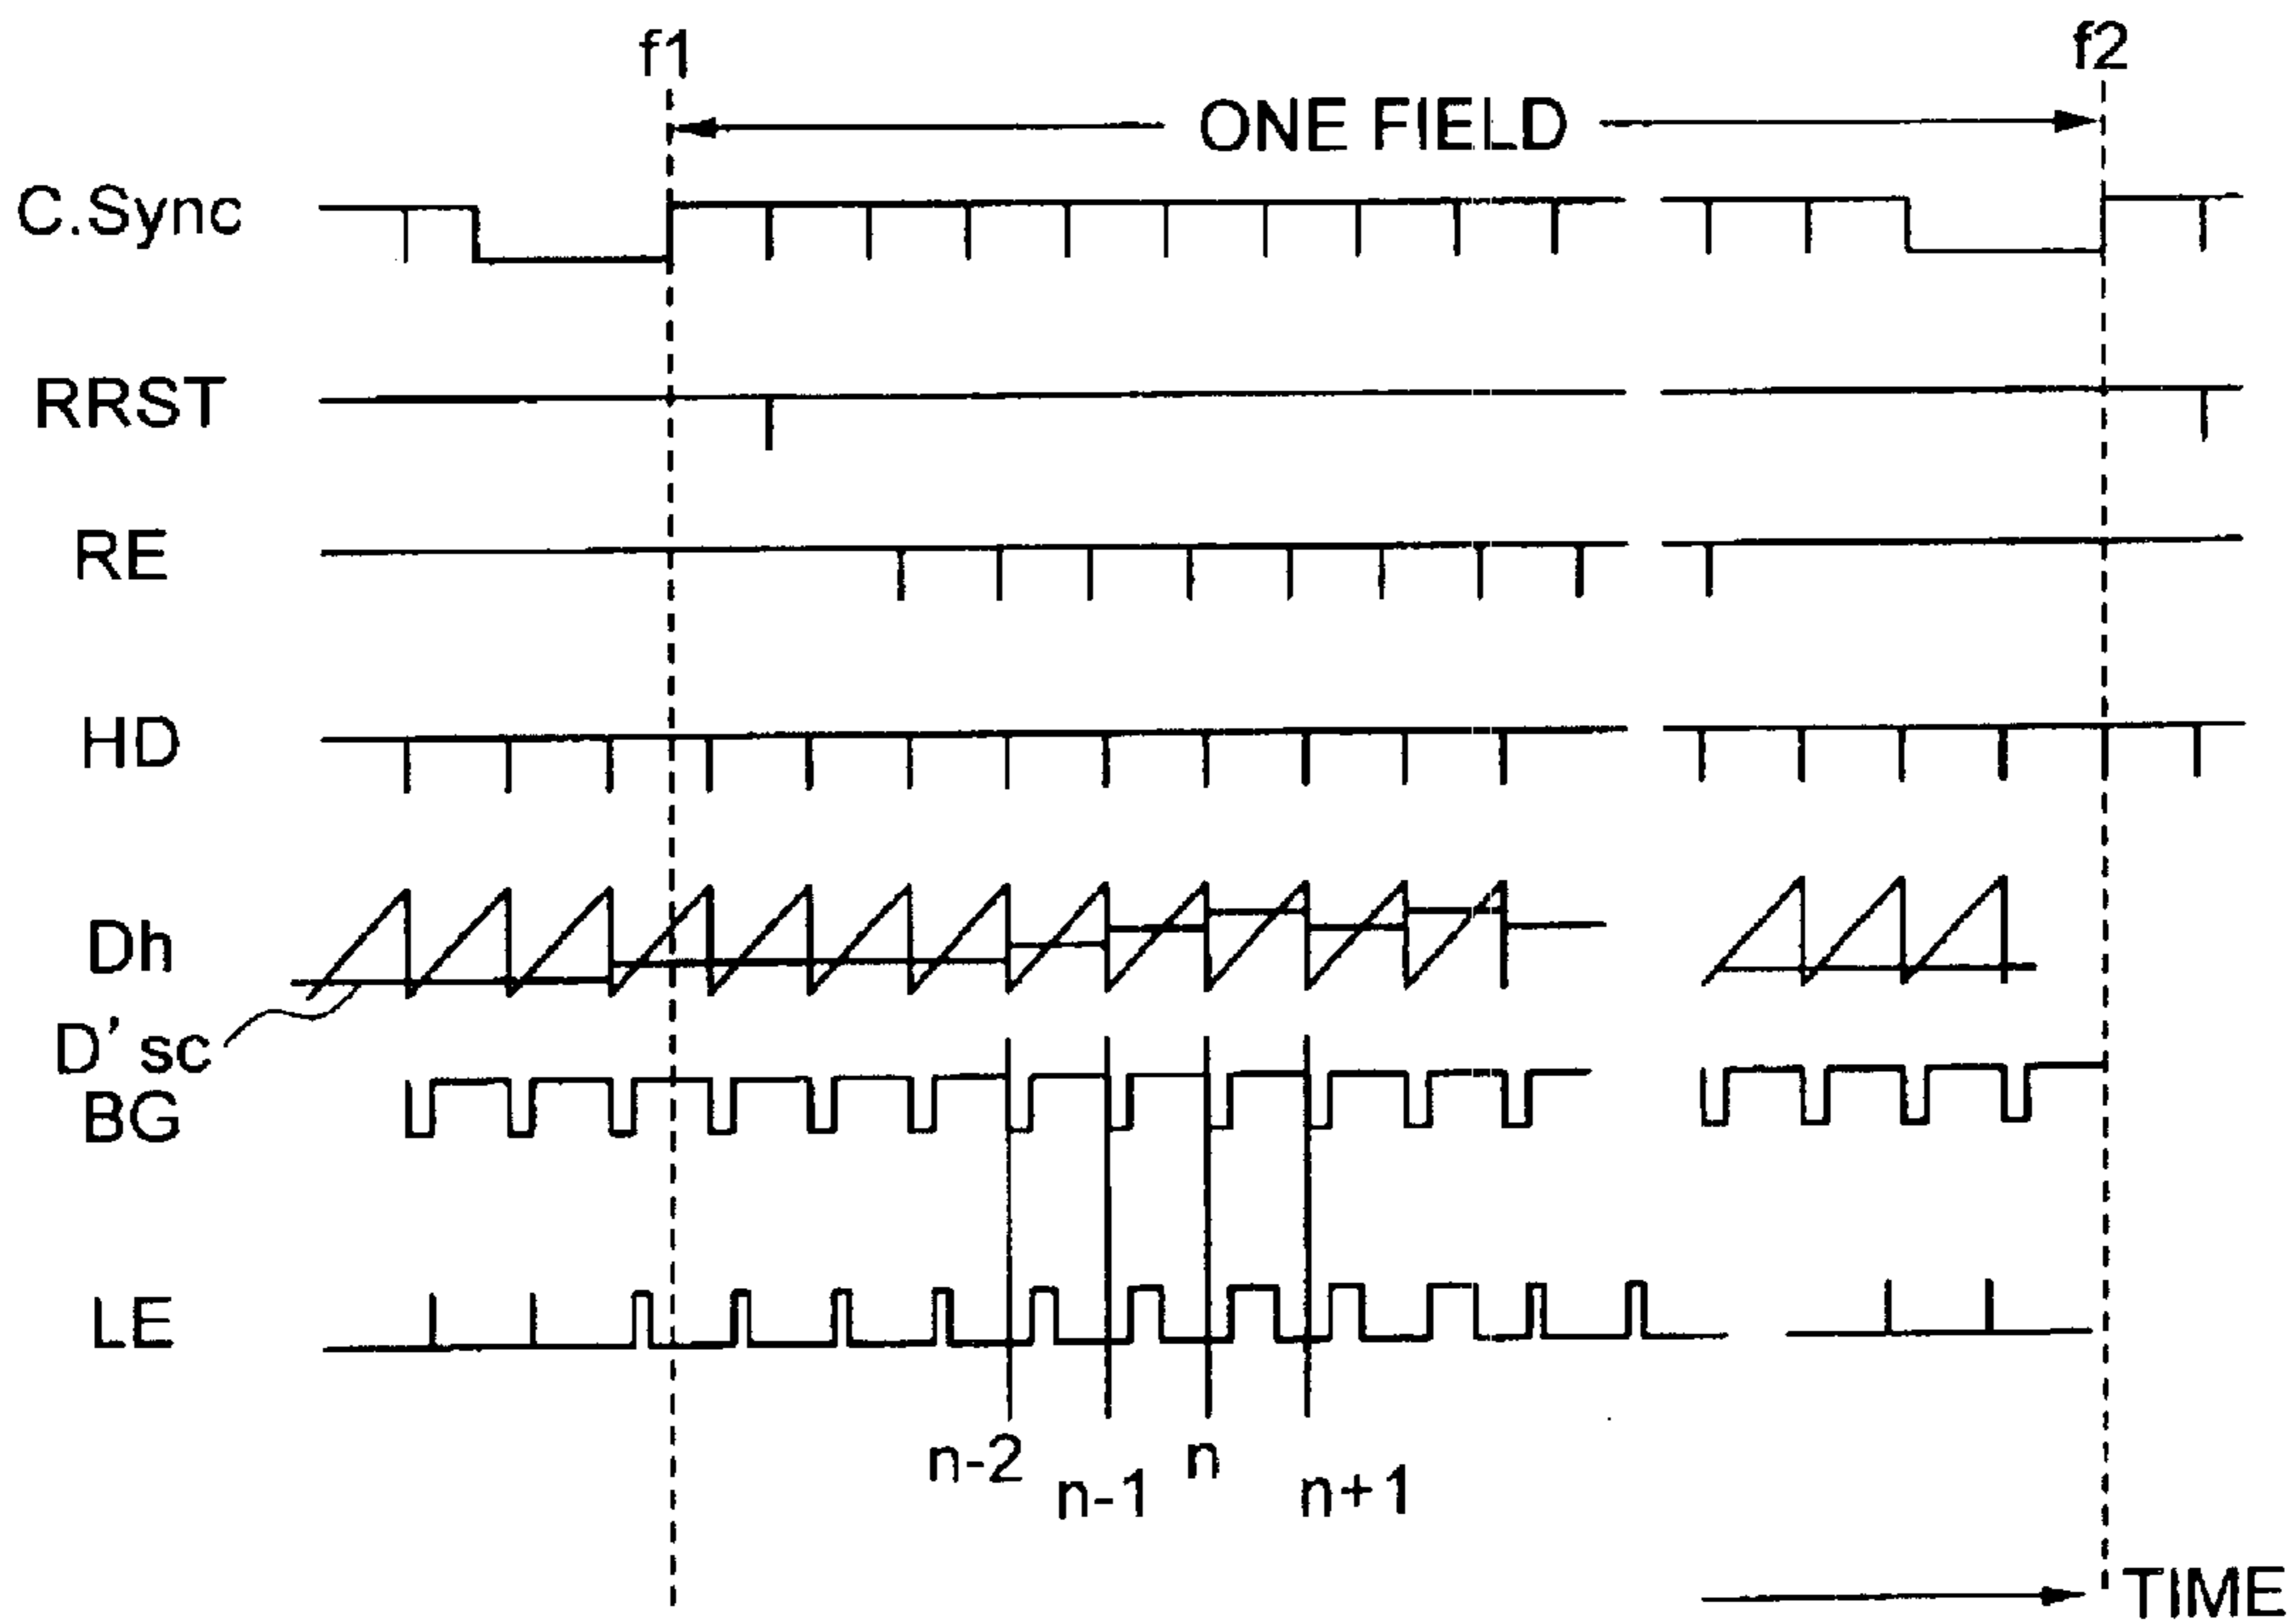 f1
f2
ONE FIELD
C.Sync
RRST
RE
HD
Dh
D' sc
BG
LE
n-2
n-1
n
n+1
TIME